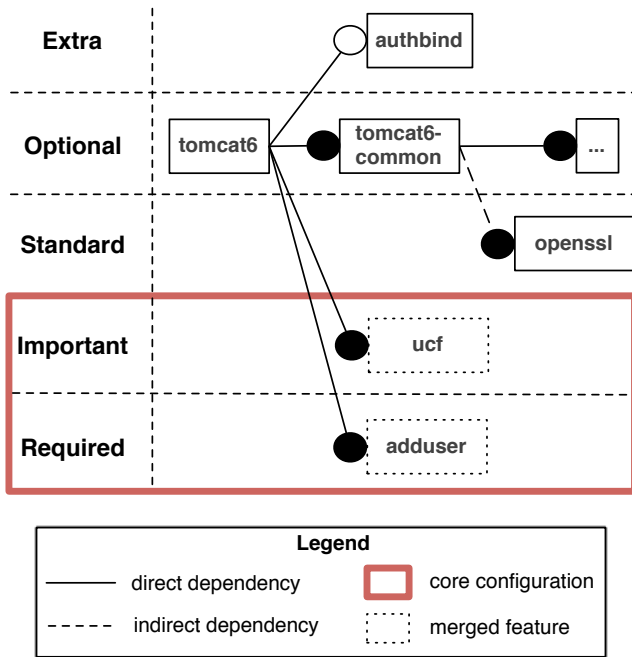 Extra
authbind
Optional
tomcat6
tomcat6-
common
...
Standard
openssl
Important
ucf
Required
adduser
Legend
direct dependency
core configuration
indirect dependency
merged feature